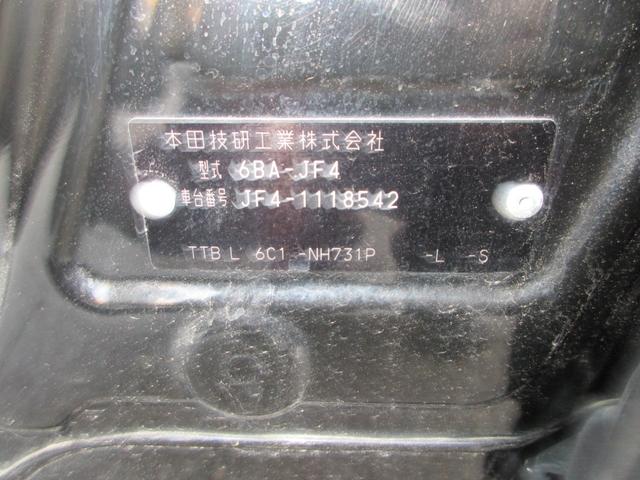 本田技研工業株式会社
型式 6BA-JF4
車台番号 JF4-1118542
TTB L 6C1 -NH731P -L -S